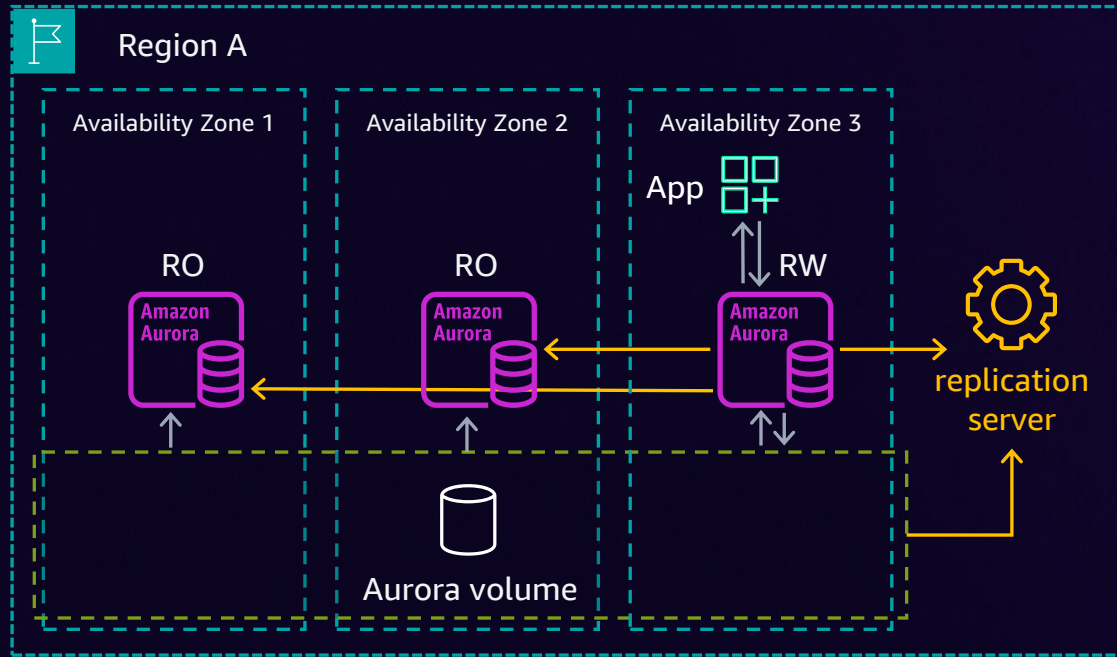 Region A
Availability Zone 1
Availability Zone 2
Availability Zone 3
App
RO
RO
RW
Amazon
Aurora
Amazon
Aurora
Amazon
Aurora
replication
server
Aurora volume